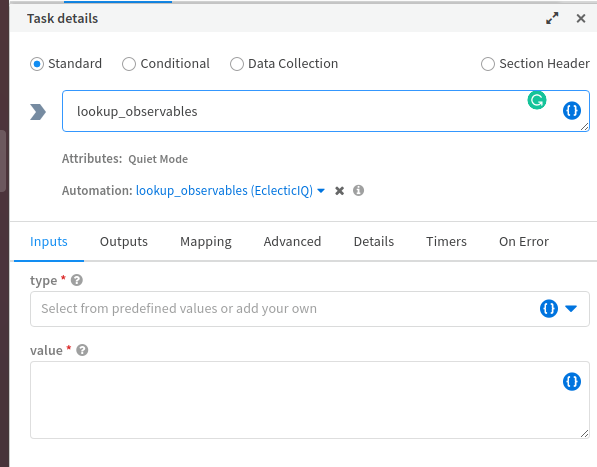 Task details
Standard Conditional Data Collection Section Header
lookup_observables
Attributes: Quiet Mode
Automation: lookup_observables (EclecticIQ)
Inputs Outputs Mapping Advanced Details Timers On Error
type *
Select from predefined values or add your own
value *